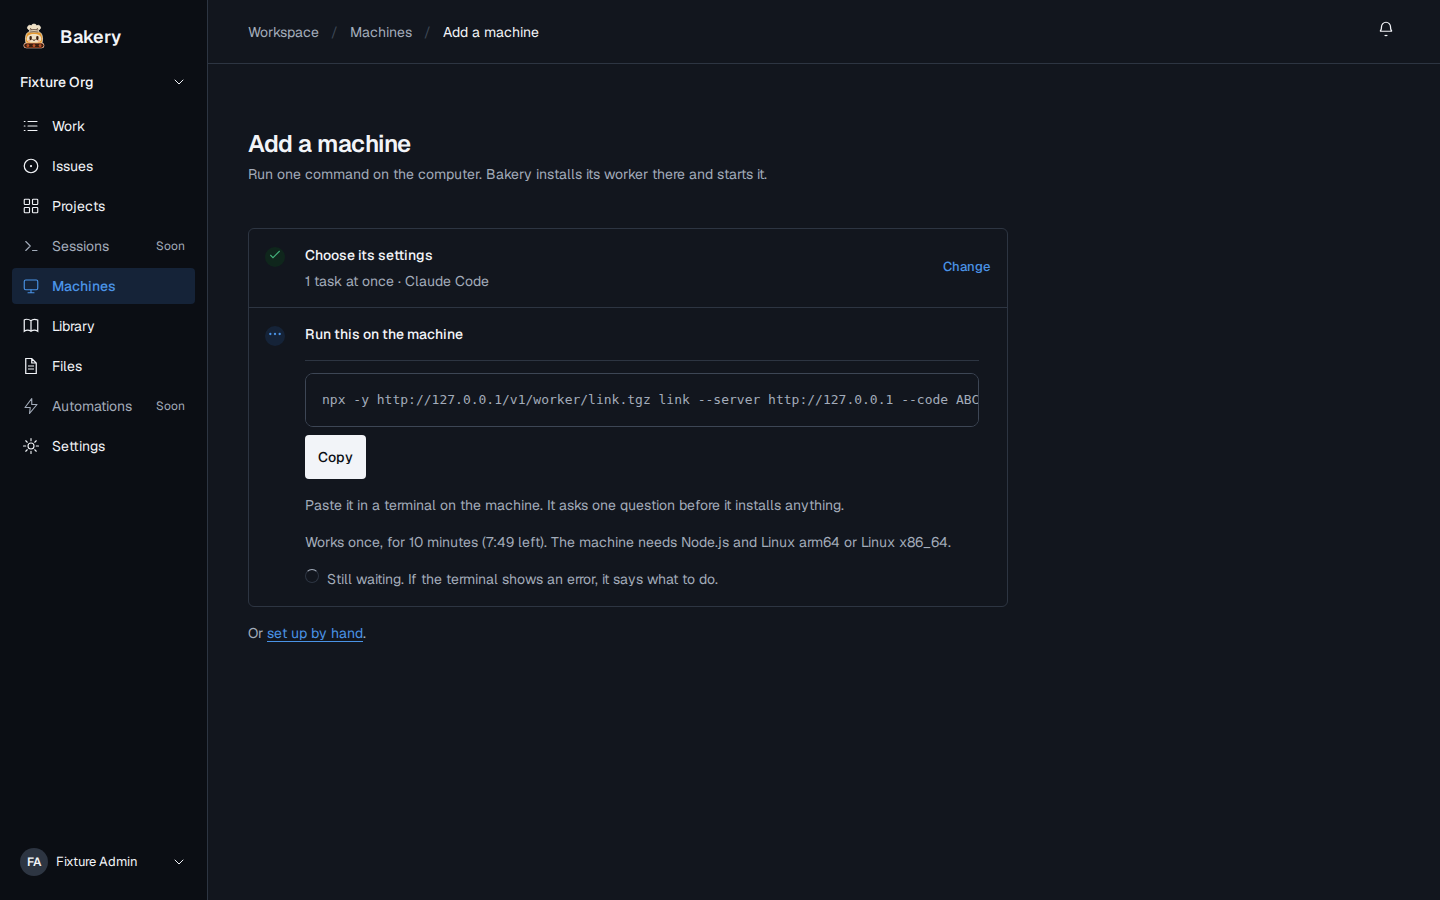 Bakery
Fixture Org
Work
Issues
Projects
Sessions Soon
Machines
Library
Files
Automations Soon
Settings
FA Fixture Admin
Workspace / Machines / Add a machine
Add a machine
Run one command on the computer. Bakery installs its worker there and starts it.
Choose its settings
1 task at once · Claude Code
Change
Run this on the machine
npx -y http://127.0.0.1/v1/worker/link.tgz link --server http://127.0.0.1 --code ABC
Copy
Paste it in a terminal on the machine. It asks one question before it installs anything.
Works once, for 10 minutes (7:49 left). The machine needs Node.js and Linux arm64 or Linux x86_64.
Still waiting. If the terminal shows an error, it says what to do.
Or set up by hand.